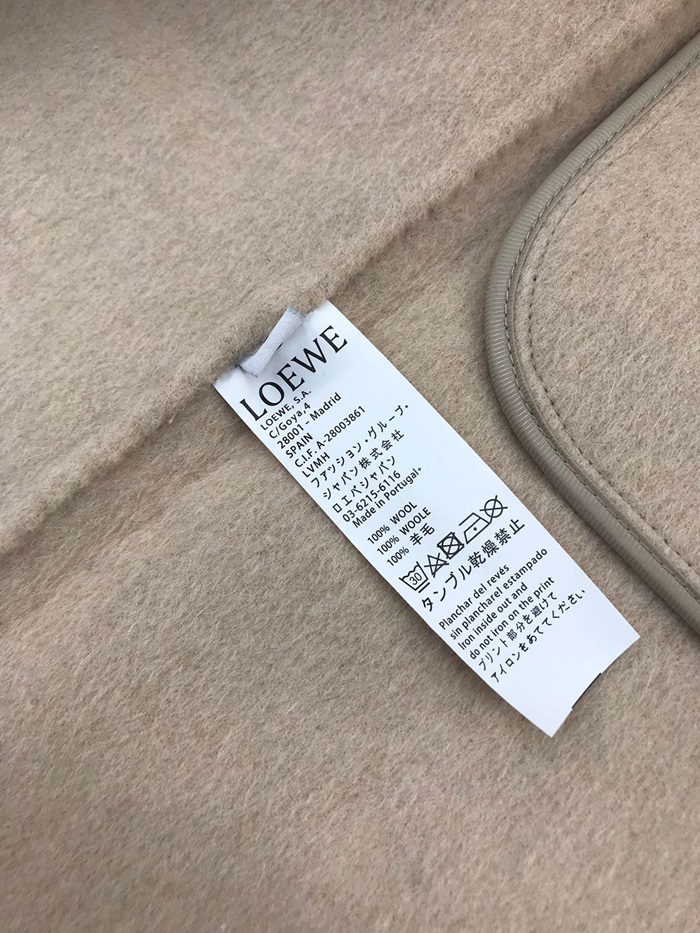 LOEWE
LOEWE, S.A.
C/Goya,4
28001 - Madrid
SPAIN
C.I.F. A-28003861
LVMH
ファッション・グループ・
ジャパン株式会社
ロエベジャパン
03-6215-6116
Made in Portugal
100% WOOL
100% WOOLE
100% 羊毛
30
タンブル乾燥禁止
Planchar del revés
sin plancharel estampado
Iron inside out and
do not iron on the print
プリント部分を避けて
アイロンをあててください